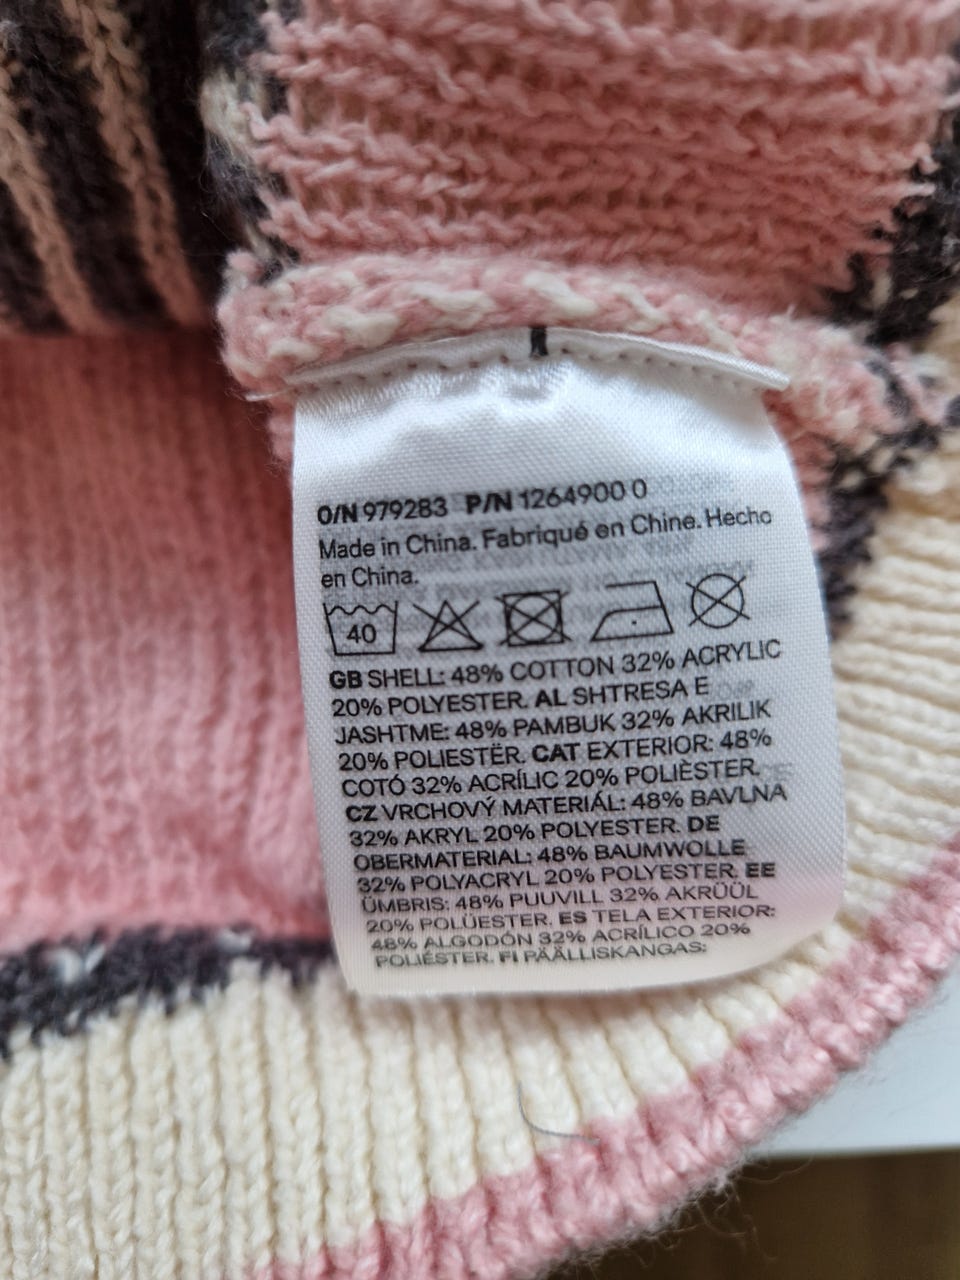 O/N 979283 P/N 1264900 0
Made in China. Fabriqué en Chine. Hecho
en China.
40
GB SHELL: 48% COTTON 32% ACRYLIC
20% POLYESTER. AL SHTRESA E
JASHTME: 48% PAMBUK 32% AKRILIK
20% POLIESTËR. CAT EXTERIOR: 48%
COTÓ 32% ACRÍLIC 20% POLIÈSTER.
CZ VRCHOVÝ MATERIÁL: 48% BAVLNA
32% AKRYL 20% POLYESTER. DE
OBERMATERIAL: 48% BAUMWOLLE
32% POLYACRYL 20% POLYESTER. EE
ÜMBRIS: 48% PUUVILL 32% AKRÜÜL
20% POLÜESTER. ES TELA EXTERIOR:
48% ALGODÓN 32% ACRÍLICO 20%
POLIÉSTER. FI PÄÄLLISKANGAS: